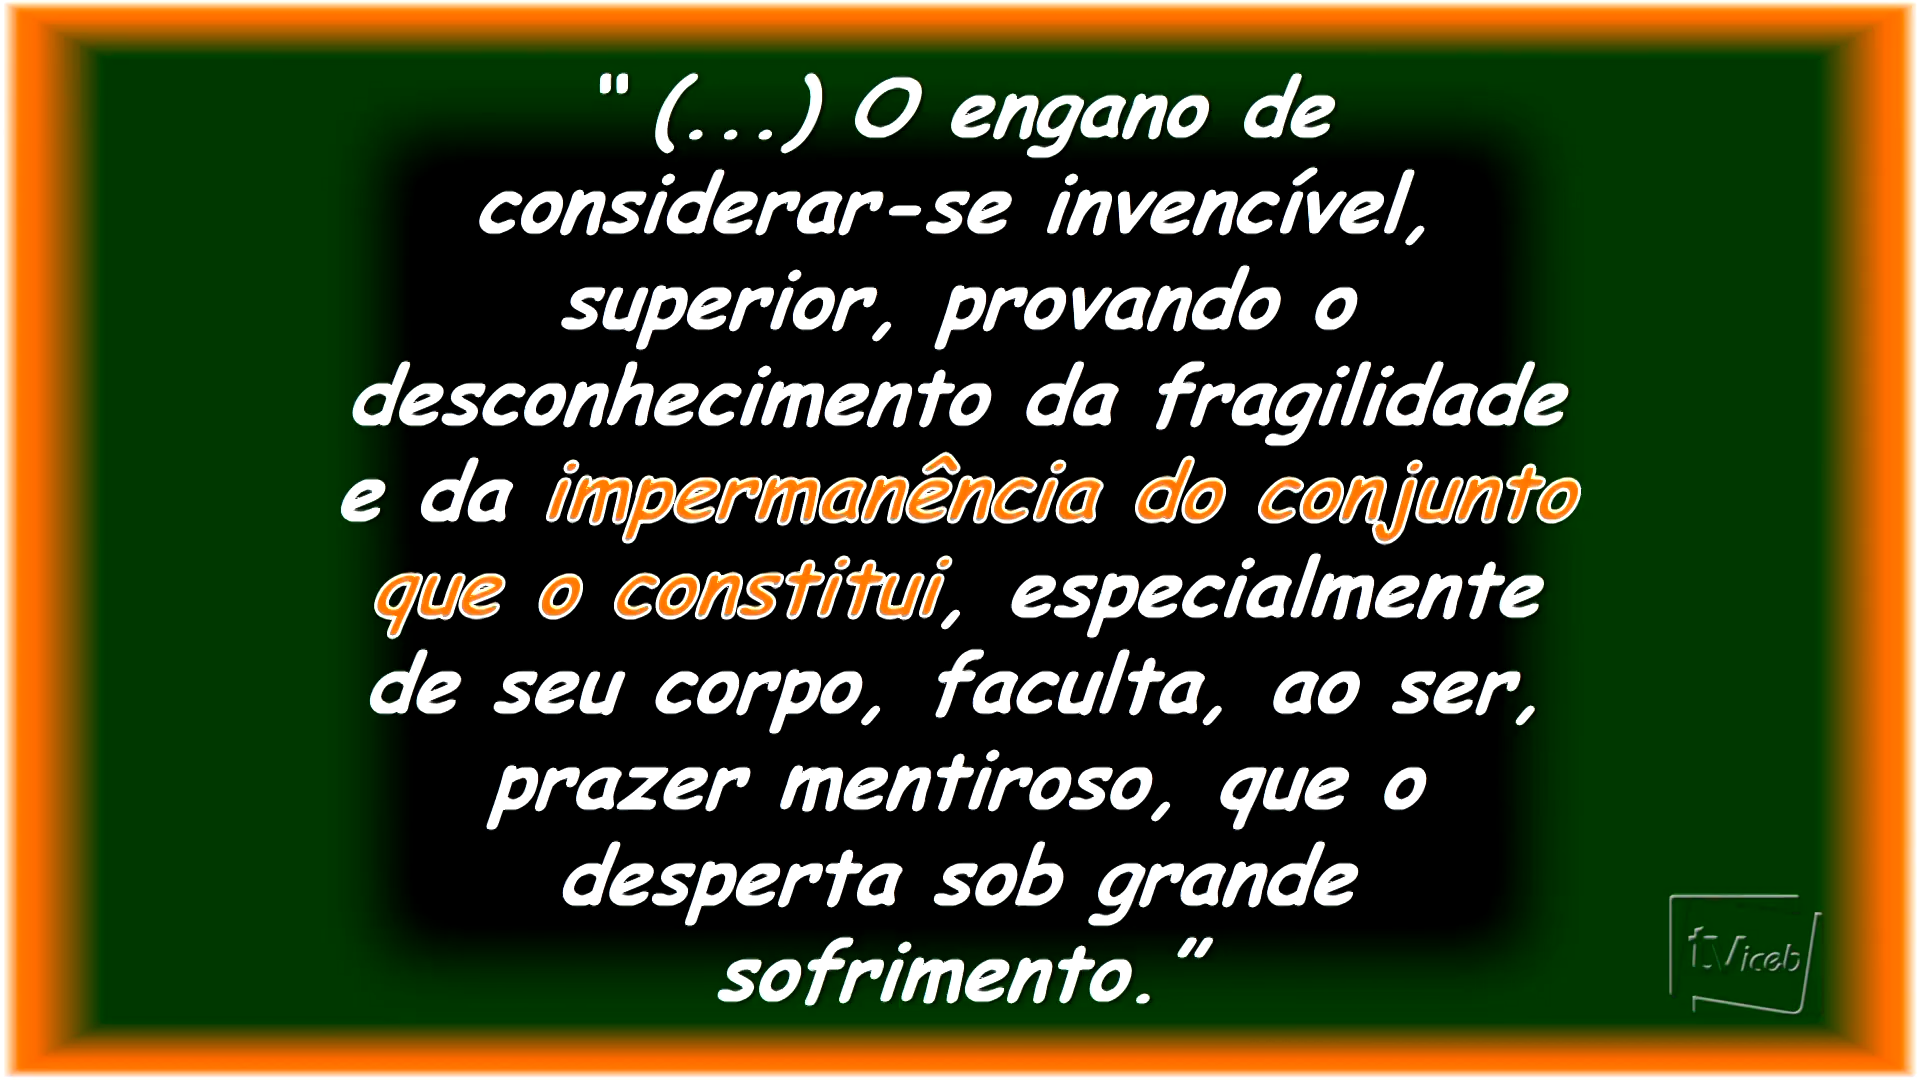 “ (...) O engano de
considerar-se invencível,
superior, provando o
desconhecimento da fragilidade
e da impermanência do conjunto
que o constitui, especialmente
de seu corpo, faculta, ao ser,
prazer mentiroso, que o
desperta sob grande
sofrimento.”
tViceb